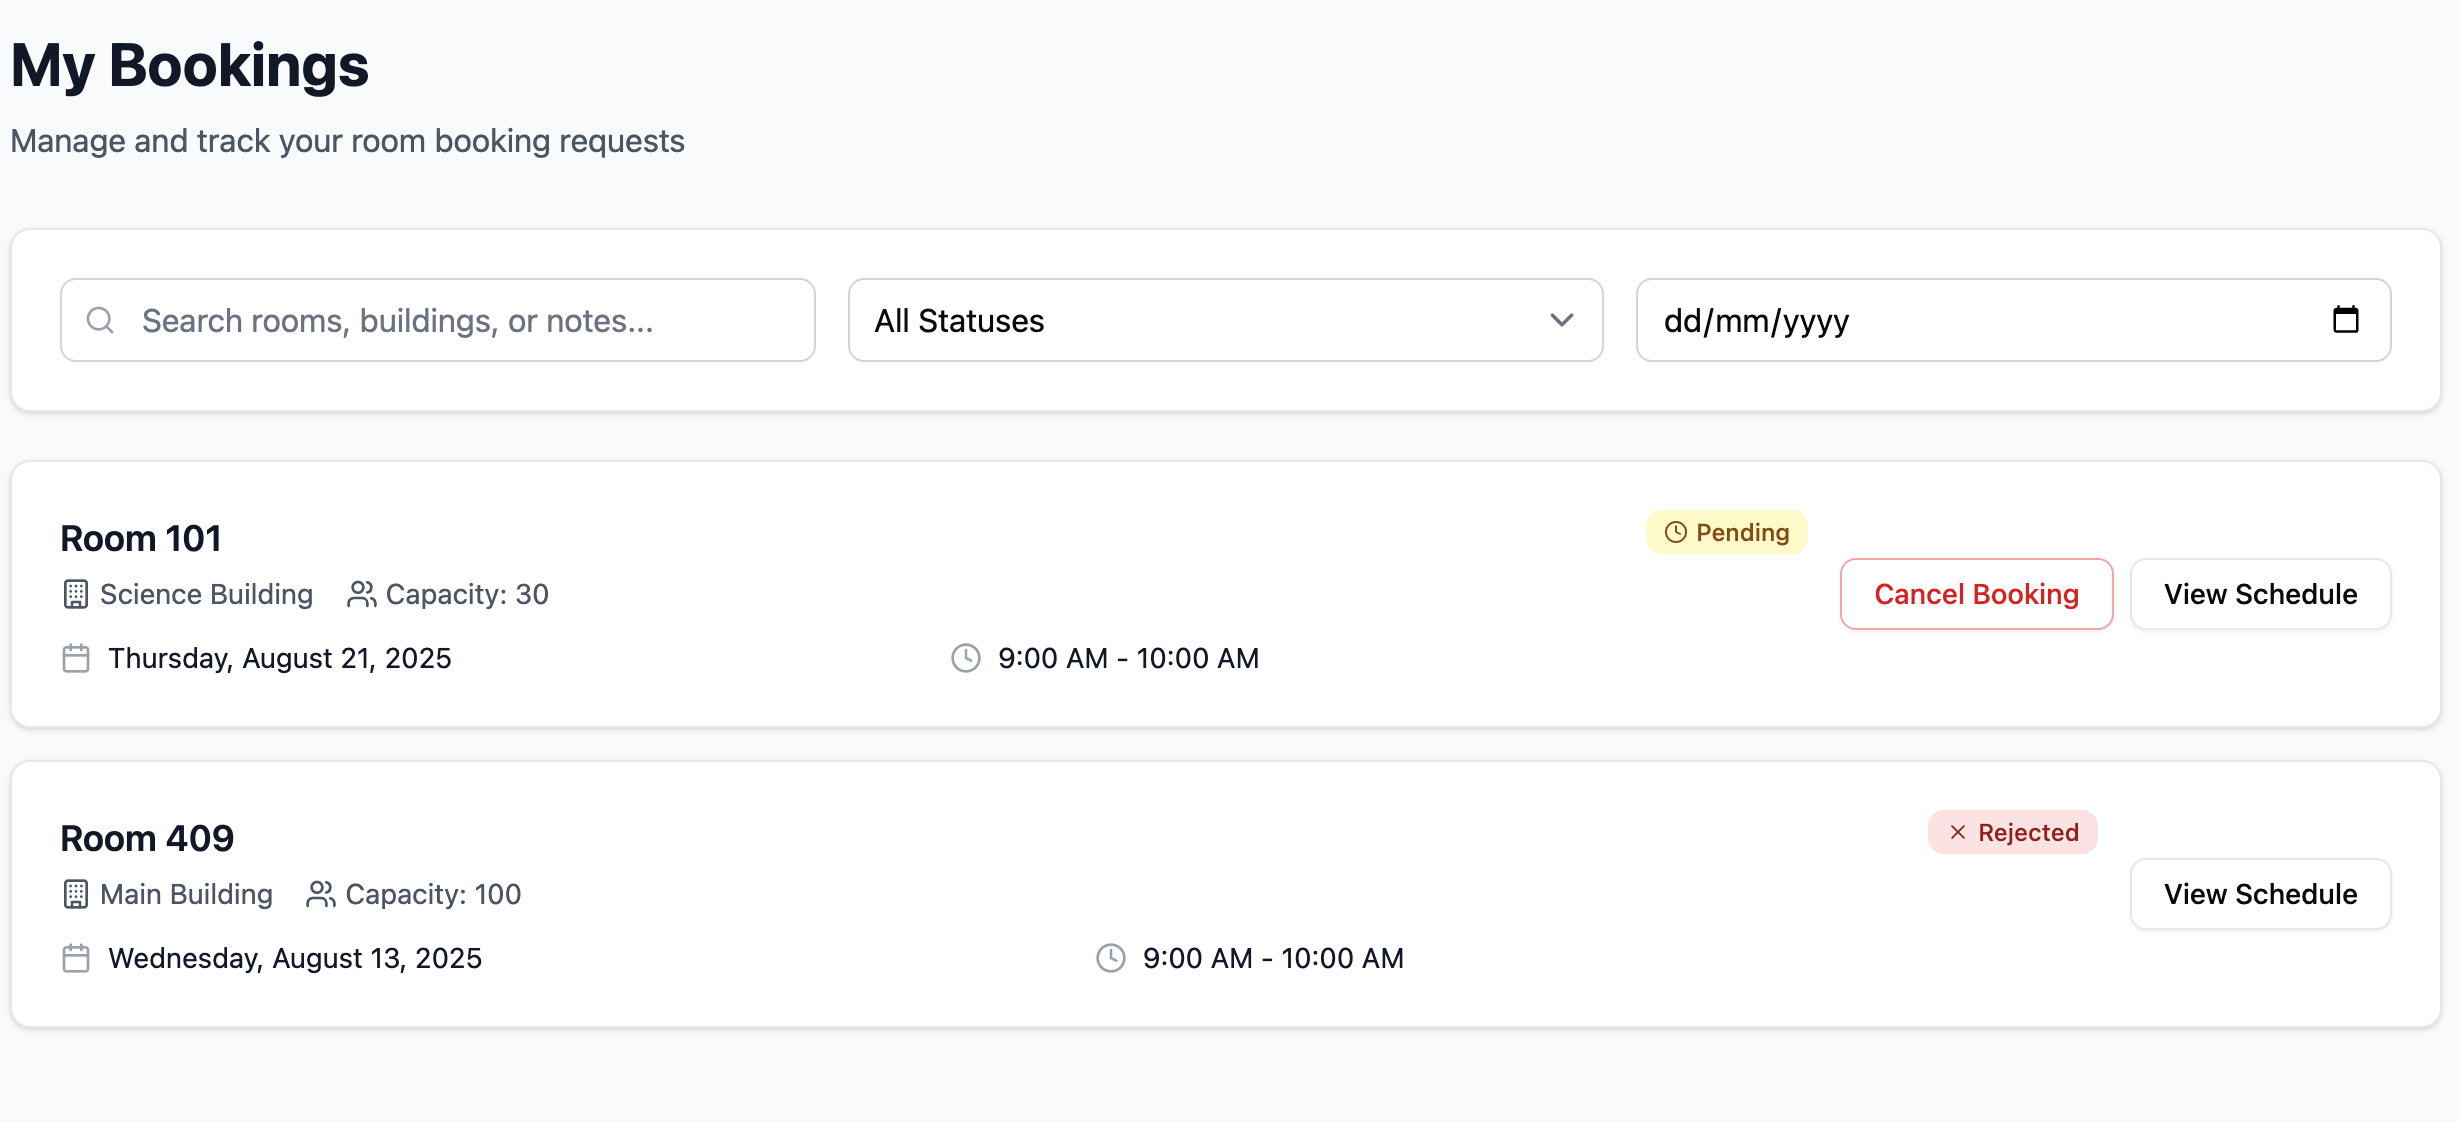 My Bookings
Manage and track your room booking requests
Search rooms, buildings, or notes...
All Statuses
dd/mm/yyyy
Room 101
Pending
Science Building Capacity: 30
Cancel Booking
View Schedule
Thursday, August 21, 2025
9:00 AM - 10:00 AM
Room 409
Rejected
Main Building Capacity: 100
View Schedule
Wednesday, August 13, 2025
9:00 AM - 10:00 AM